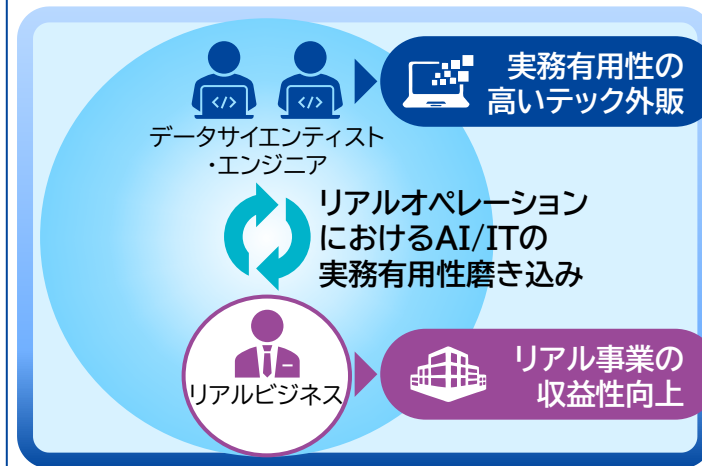 実務有用性の
高いテック外販
</>
</>
データサイエンティスト
・エンジニア
リアルオペレーション
におけるAI/ITの
実務有用性磨き込み
リアルビジネス
リアル事業の
収益性向上